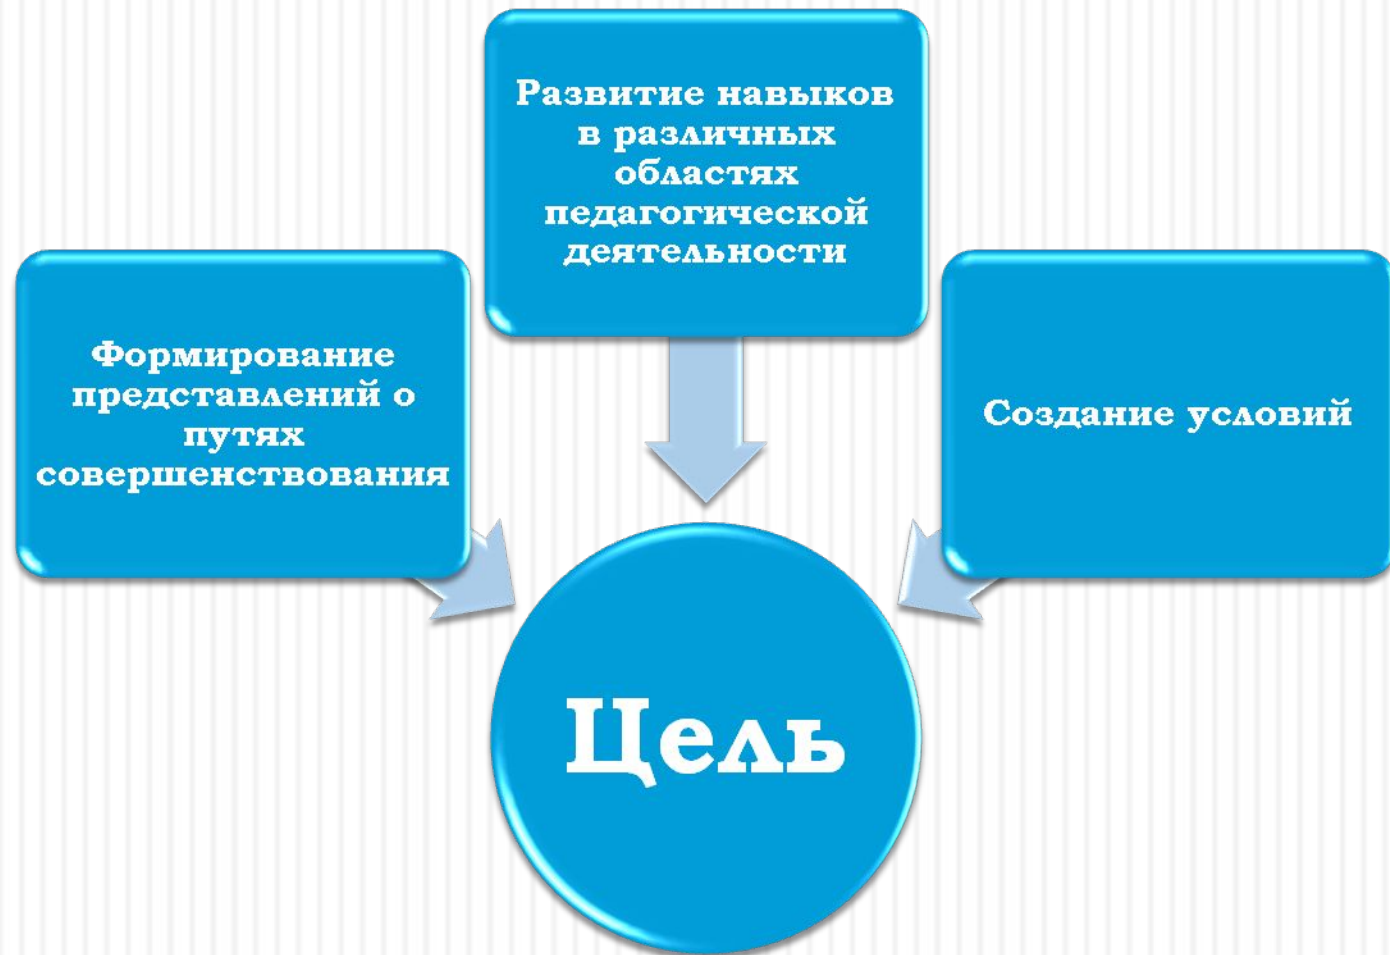 Развитие навыков
в различных
областях
педагогической
деятельности
Формирование
представлений о
путях
совершенствования
Создание условий
Цель